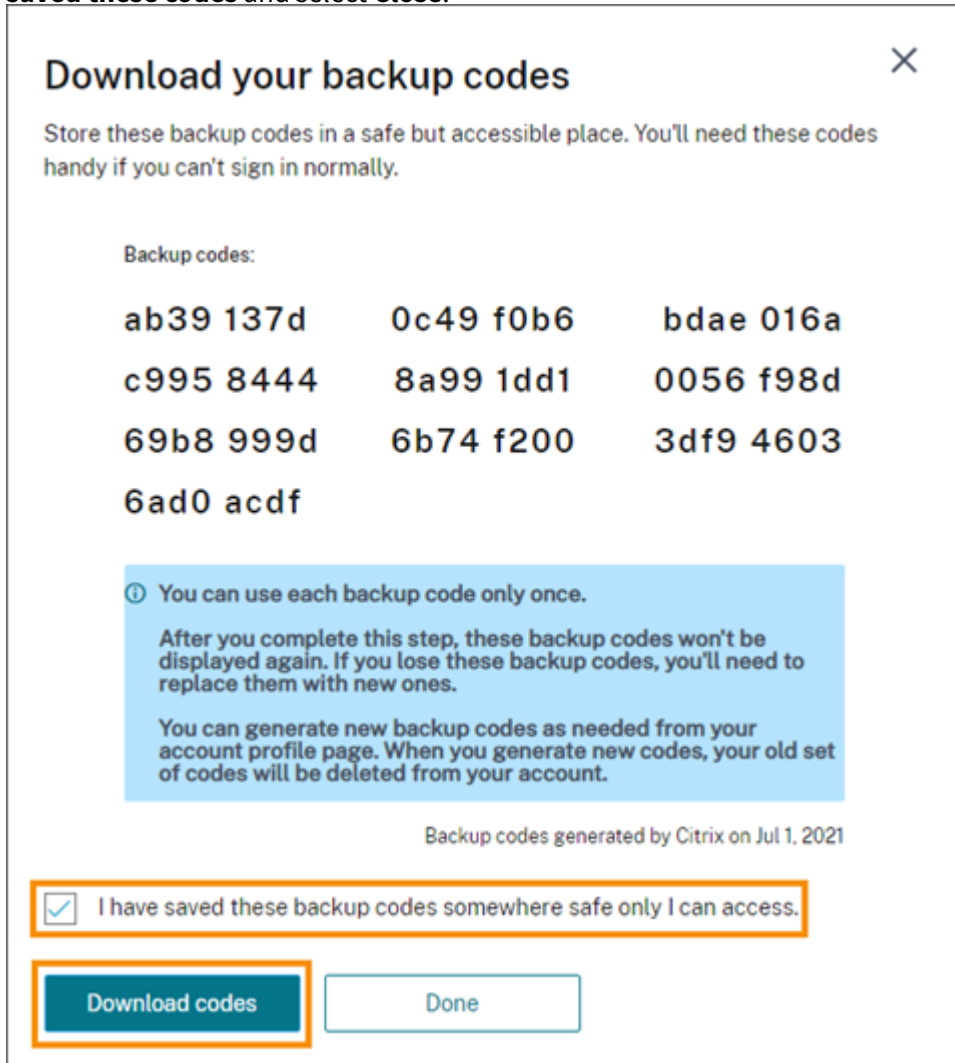 saved these codes and select Close.
Download your backup codes
Store these backup codes in a safe but accessible place. You'll need these codes
handy if you can't sign in normally.
Backup codes:
ab39 137d 0c49 f0b6 bdae 016a
c995 8444 8a99 1dd1 0056 f98d
69b8 999d 6b74 f200 3df9 4603
6ad0 acdf
You can use each backup code only once.
After you complete this step, these backup codes won't be
displayed again. If you lose these backup codes, you'll need to
replace them with new ones.
You can generate new backup codes as needed from your
account profile page. When you generate new codes, your old set
of codes will be deleted from your account.
Backup codes generated by Citrix on Jul 1, 2021
I have saved these backup codes somewhere safe only I can access.
Download codes
Done